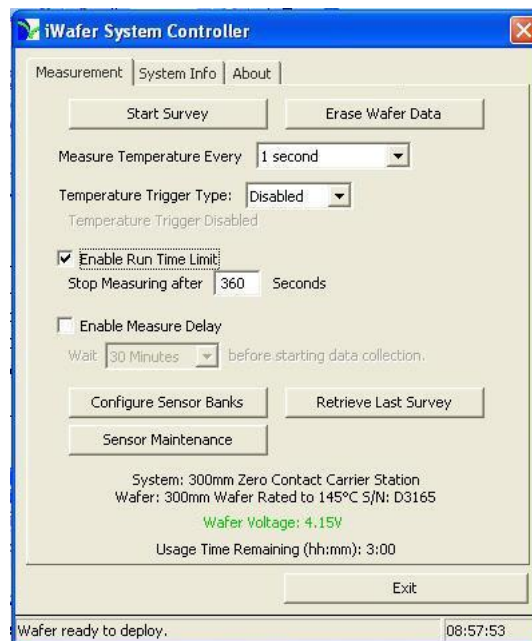 iWafer System Controller
Measurement System Info About
Start Survey Erase Wafer Data
Measure Temperature Every 1 second
Temperature Trigger Type: Disabled
Temperature Trigger Disabled
Enable Run Time Limit
Stop Measuring after 360 Seconds
Enable Measure Delay
Wait 30 Minutes before starting data collection.
Configure Sensor Banks Retrieve Last Survey
Sensor Maintenance
System: 300mm Zero Contact Carrier Station
Wafer: 300mm Wafer Rated to 145°C S/N: D3165
Wafer Voltage: 4.15V
Usage Time Remaining (hh:mm): 3:00
Exit
Wafer ready to deploy. 08:57:53